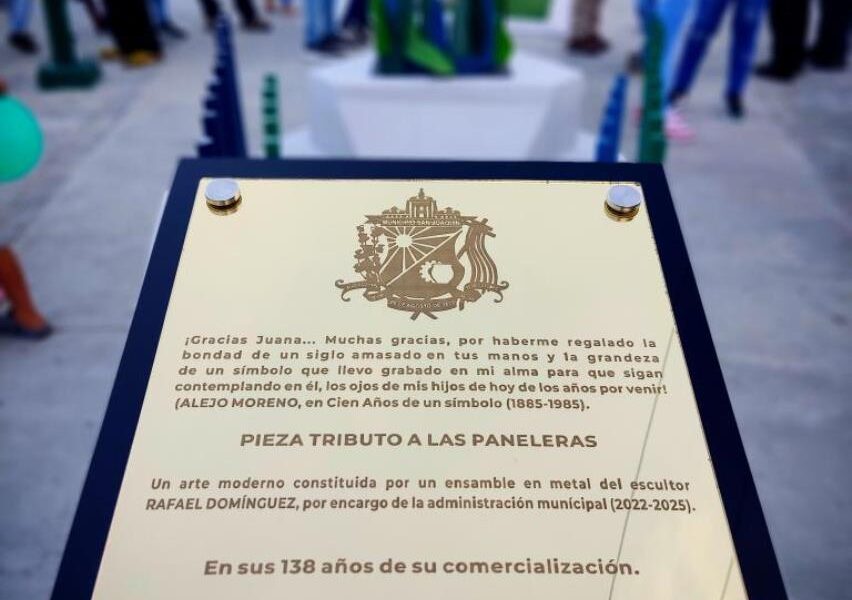 MUNICIPIO SAN JOAQUÍN
¡Gracias Juana... Muchas gracias, por haberme regalado la
bondad de un siglo amasado en tus manos y la grandeza
de un símbolo que llevo grabado en mi alma para que sigan
contemplando en él, los ojos de mis hijos de hoy de los años por venir!
(ALEJO MORENO, en Cien Años de un símbolo (1885-1985).
PIEZA TRIBUTO A LAS PANELERAS
Un arte moderno constituida por un ensamble en metal del escultor
RAFAEL DOMÍNGUEZ, por encargo de la administración munícipal (2022-2025).
En sus 138 años de su comercialización.